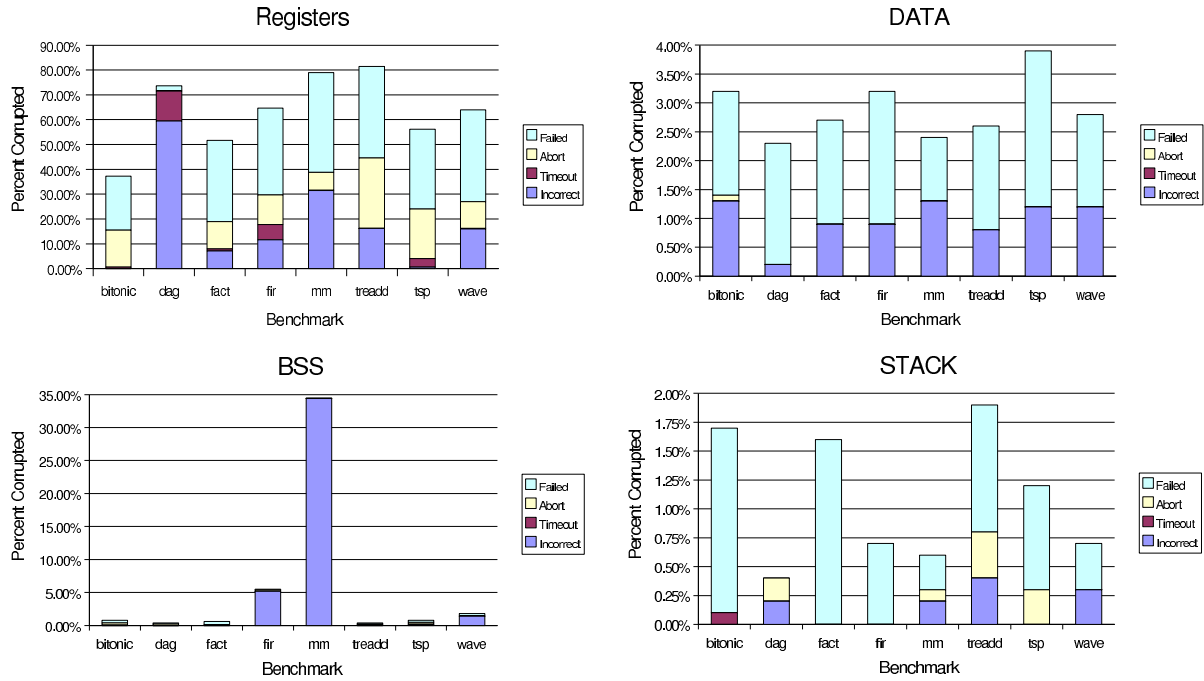 Registers
90.00%
80.00%
70.00%
60.00%
50.00%
40.00%
30.00%
20.00%
10.00%
0.00%
Percent Corrupted
bitonic dag fact fir mm treadd tsp wave
Benchmark
Failed
Abort
Timeout
Incorrect
DATA
4.00%
3.50%
3.00%
2.50%
2.00%
1.50%
1.00%
0.50%
0.00%
Percent Corrupted
bitonic dag fact fir mm treadd tsp wave
Benchmark
Failed
Abort
Timeout
Incorrect
BSS
35.00%
30.00%
25.00%
20.00%
15.00%
10.00%
5.00%
0.00%
Percent Corrupted
bitonic dag fact fir mm treadd tsp wave
Benchmark
Failed
Abort
Timeout
Incorrect
STACK
2.00%
1.75%
1.50%
1.25%
1.00%
0.75%
0.50%
0.25%
0.00%
Percent Corrupted
bitonic dag fact fir mm treadd tsp wave
Benchmark
Failed
Abort
Timeout
Incorrect